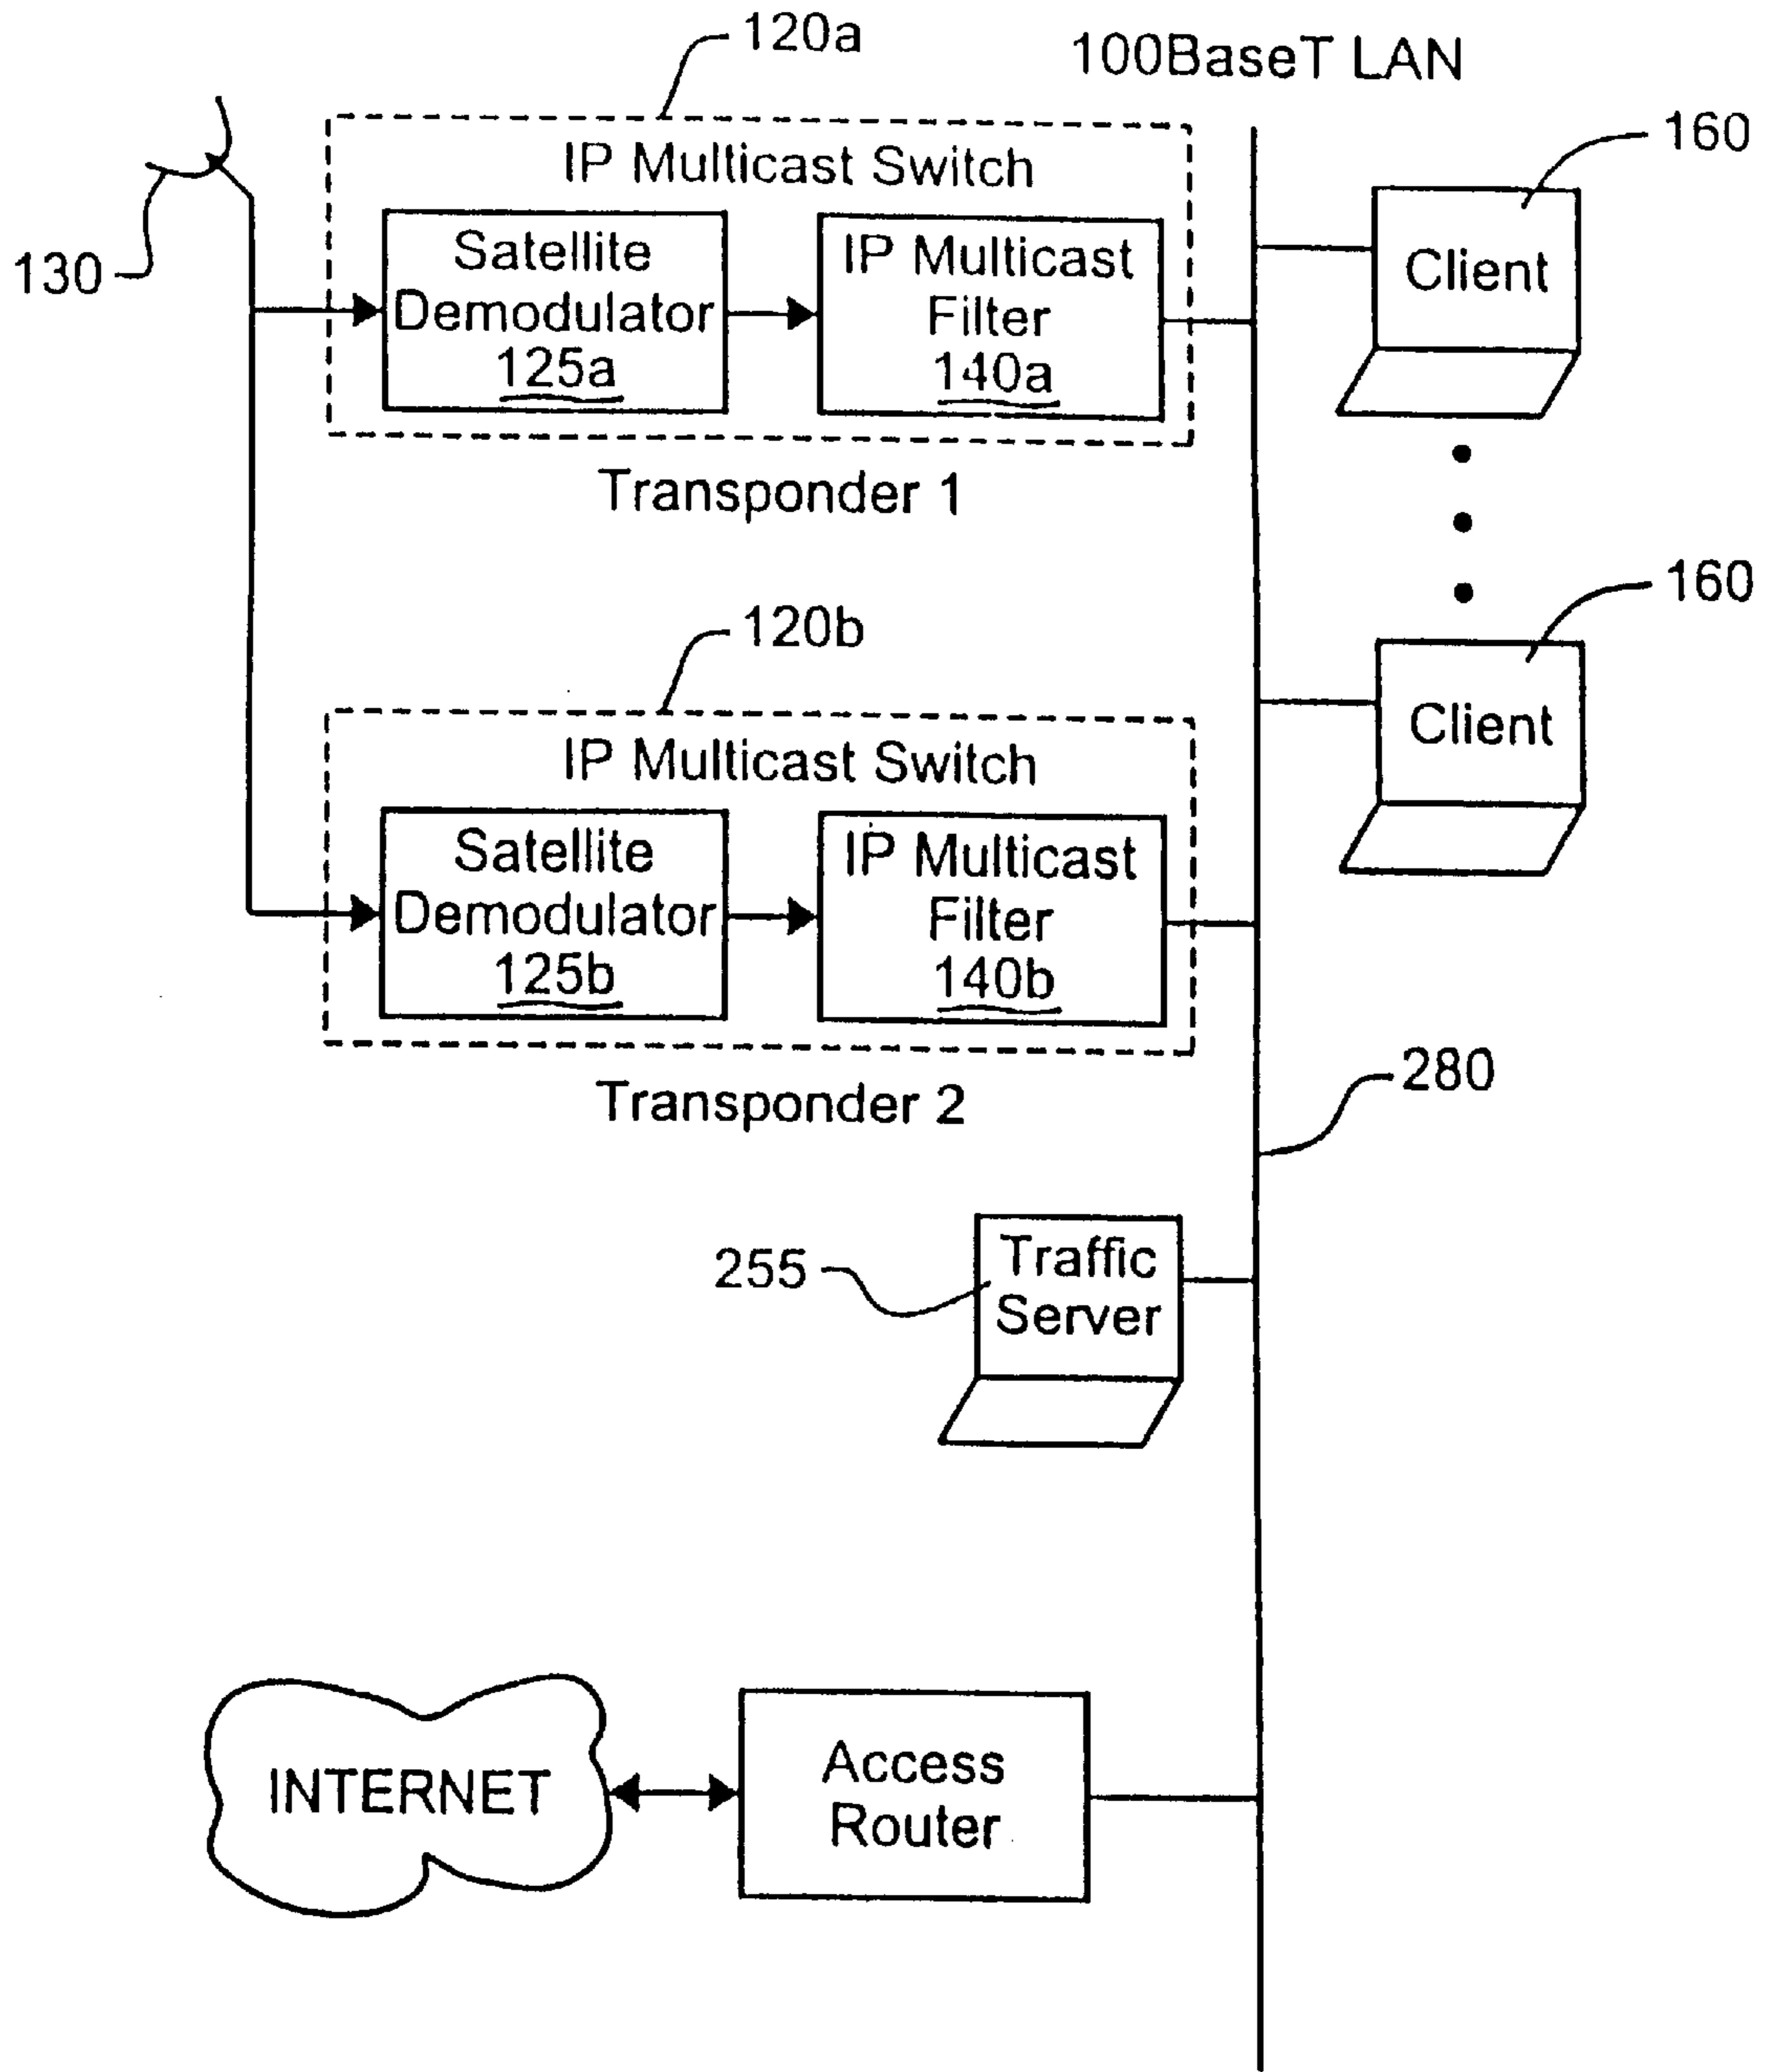 120a
100BaseT LAN
160
IP Multicast Switch
130
Satellite
Demodulator
125a
IP Multicast
Filter
140a
Client
Transponder 1
160
120b
IP Multicast Switch
Client
Satellite
Demodulator
125b
IP Multicast
Filter
140b
280
Transponder 2
255
Traffic
Server
INTERNET
Access
Router